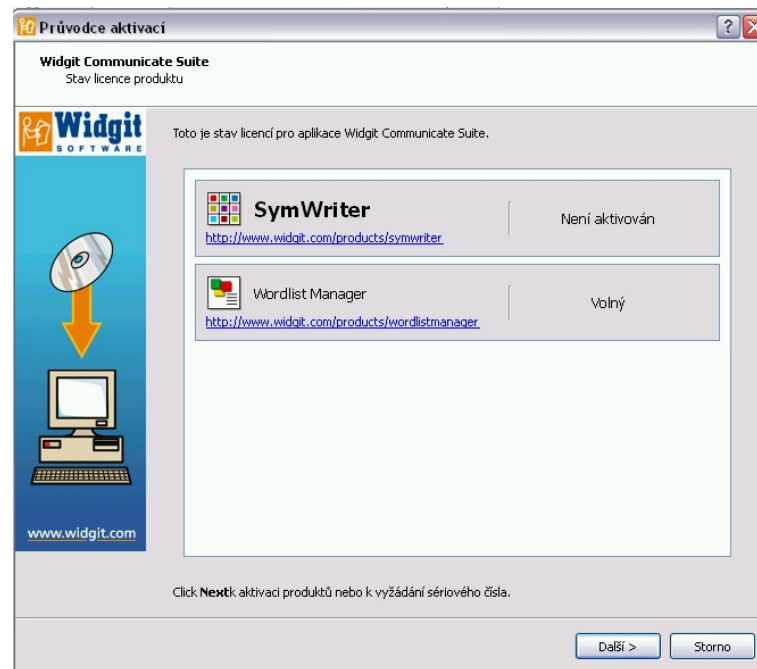 Průvodce aktivací
Widgit Communicate Suite
Stav licence produktu
Widgit
SOFTWARE
Toto je stav licencí pro aplikace Widgit Communicate Suite.
SymWriter
Není aktivován
http://www.widgit.com/products/symwriter
Wordlist Manager
Volný
http://www.widgit.com/products/wordlistmanager
www.widgit.com
Click Nextk aktivaci produktů nebo k vyžádání sériového čísla.
Další >
Storno